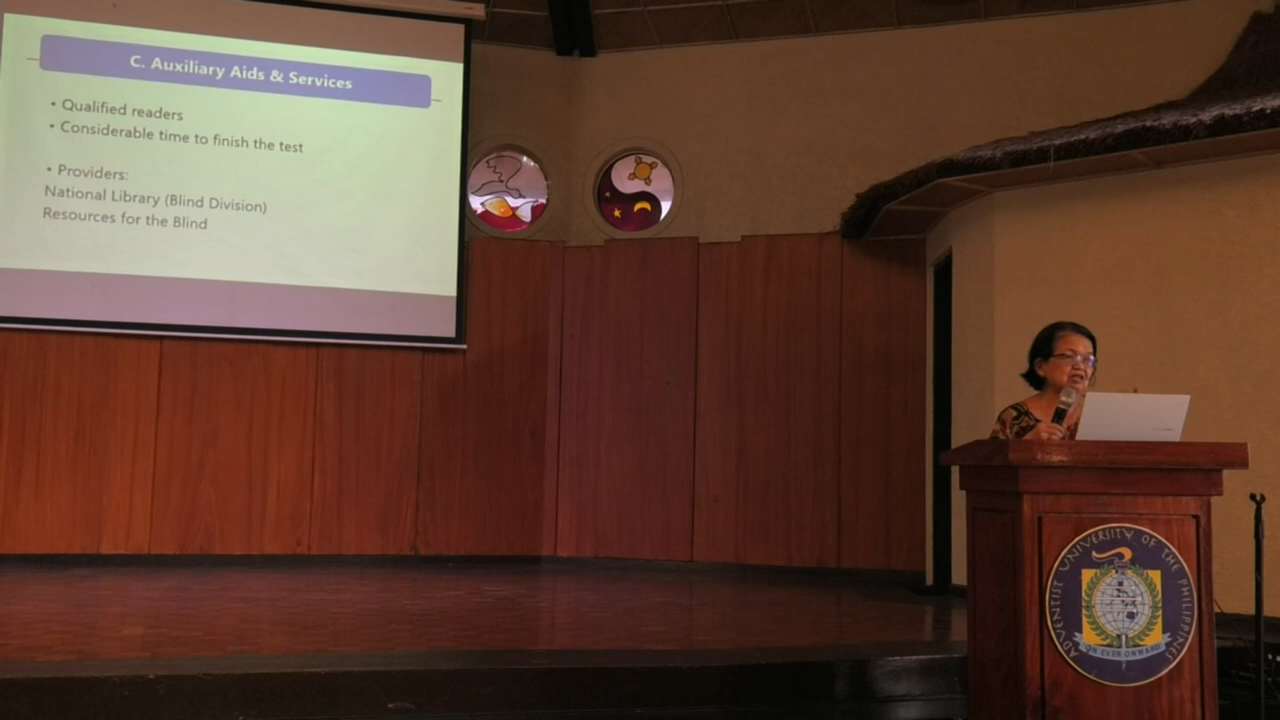 C. Auxiliary Aids & Services
• Qualified readers
• Considerable time to finish the test
• Providers:
National Library (Blind Division)
Resources for the Blind
ADVENTIST UNIVERSITY OF THE PHILIPPINES
ON EVER ONWARD